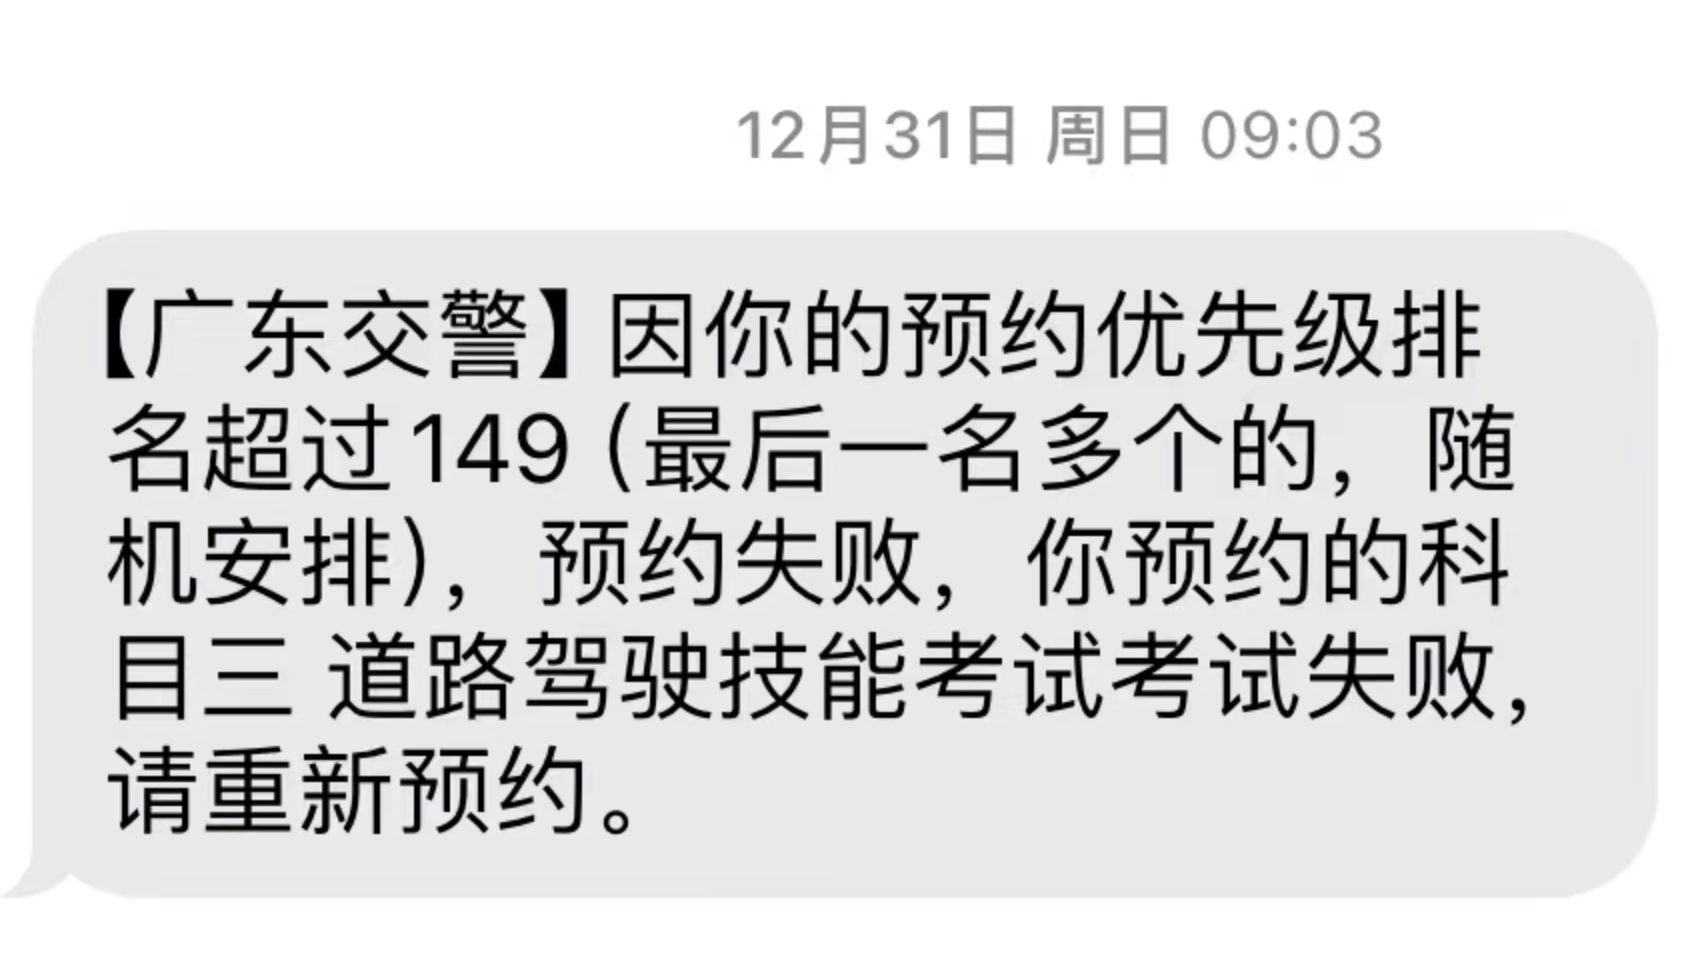 12月31日 周日 09:03
【广东交警】因你的预约优先级排
名超过149（最后一名多个的，随
机安排），预约失败，你预约的科
目三 道路驾驶技能考试考试失败，
请重新预约。